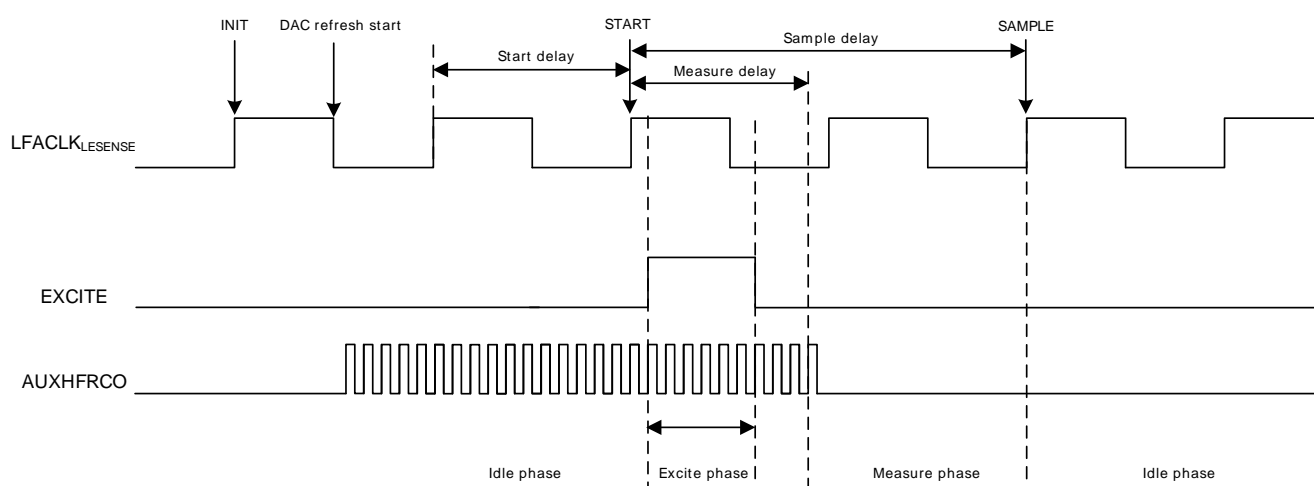 INIT
DAC refresh start
START
SAMPLE
Sample delay
Start delay
Measure delay
LFACLKLESENSE
EXCITE
AUXHFRCO
Idle phase
Excite phase
Measure phase
Idle phase